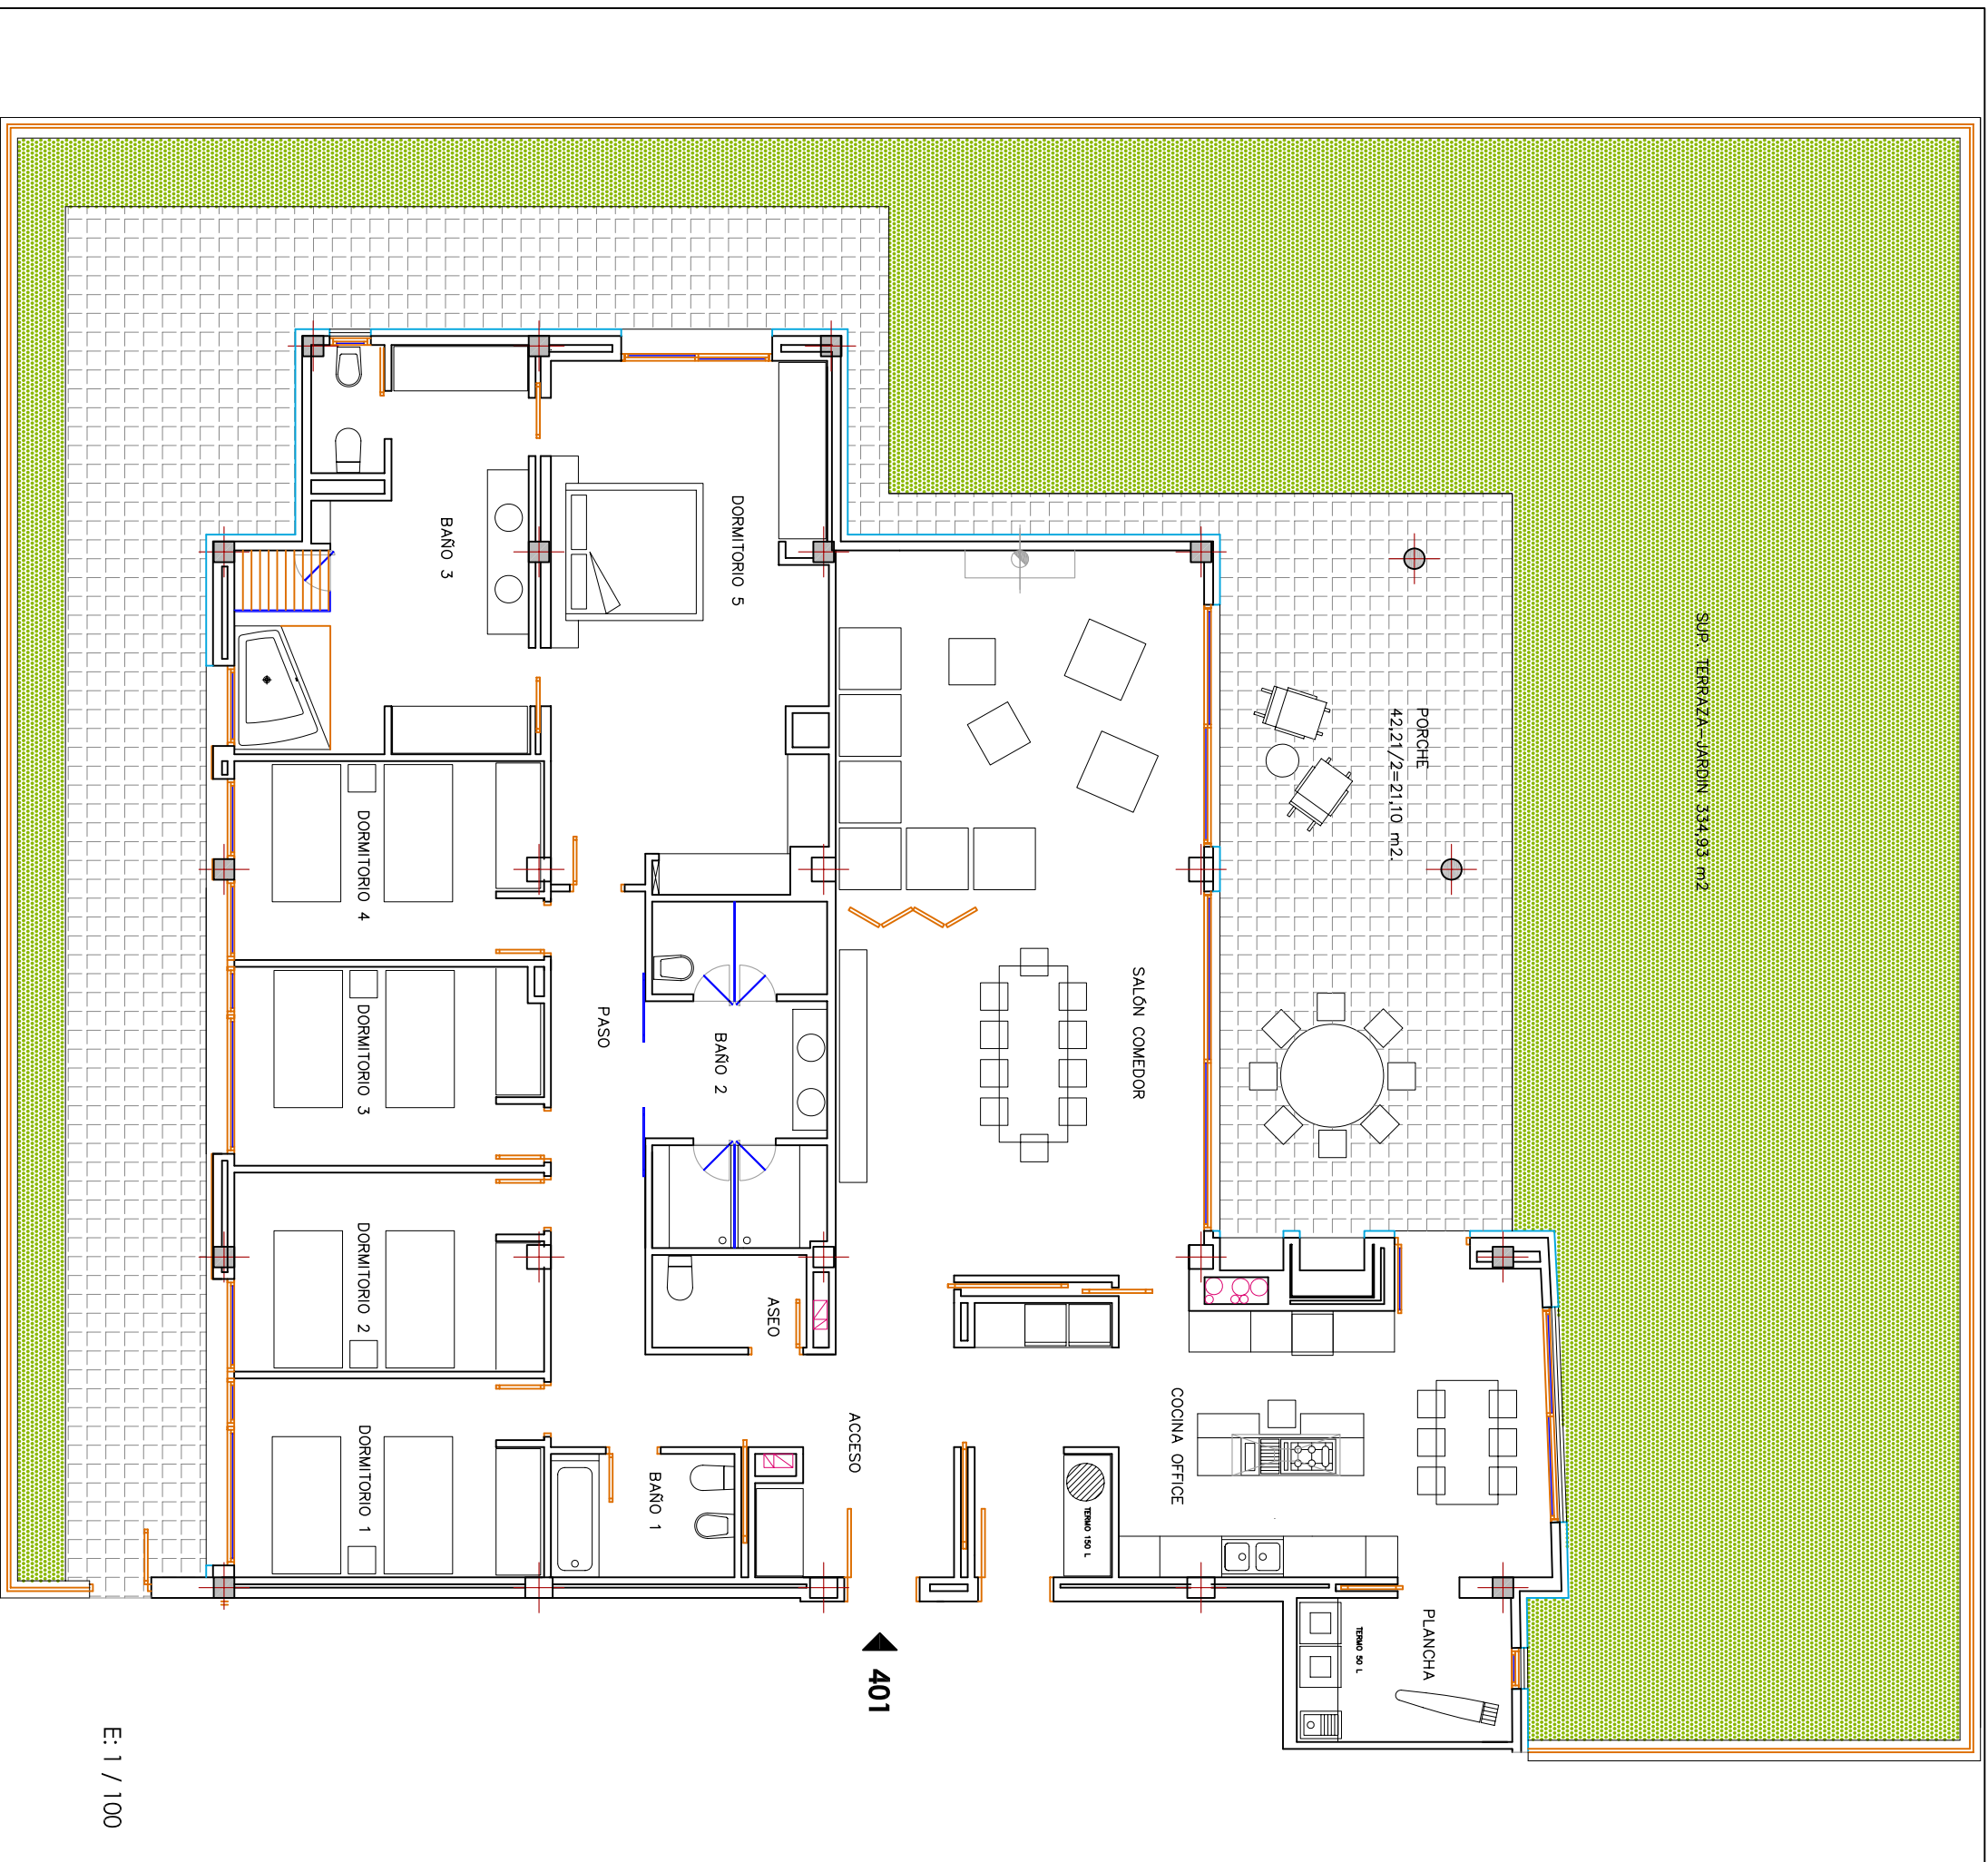 SUP. TERRAZA-JARDIN 334,93 m2
PORCHE
42,21/2=21,10 m2.
SALÓN COMEDOR
COCINA OFFICE
TERMO 150 L
PLANCHA
TERMO 50 L
ACCESO
401
ASEO
DORMITORIO 5
BAÑO 2
BAÑO 1
PASO
BAÑO 3
DORMITORIO 4
DORMITORIO 3
DORMITORIO 2
DORMITORIO 1
E: 1 / 100